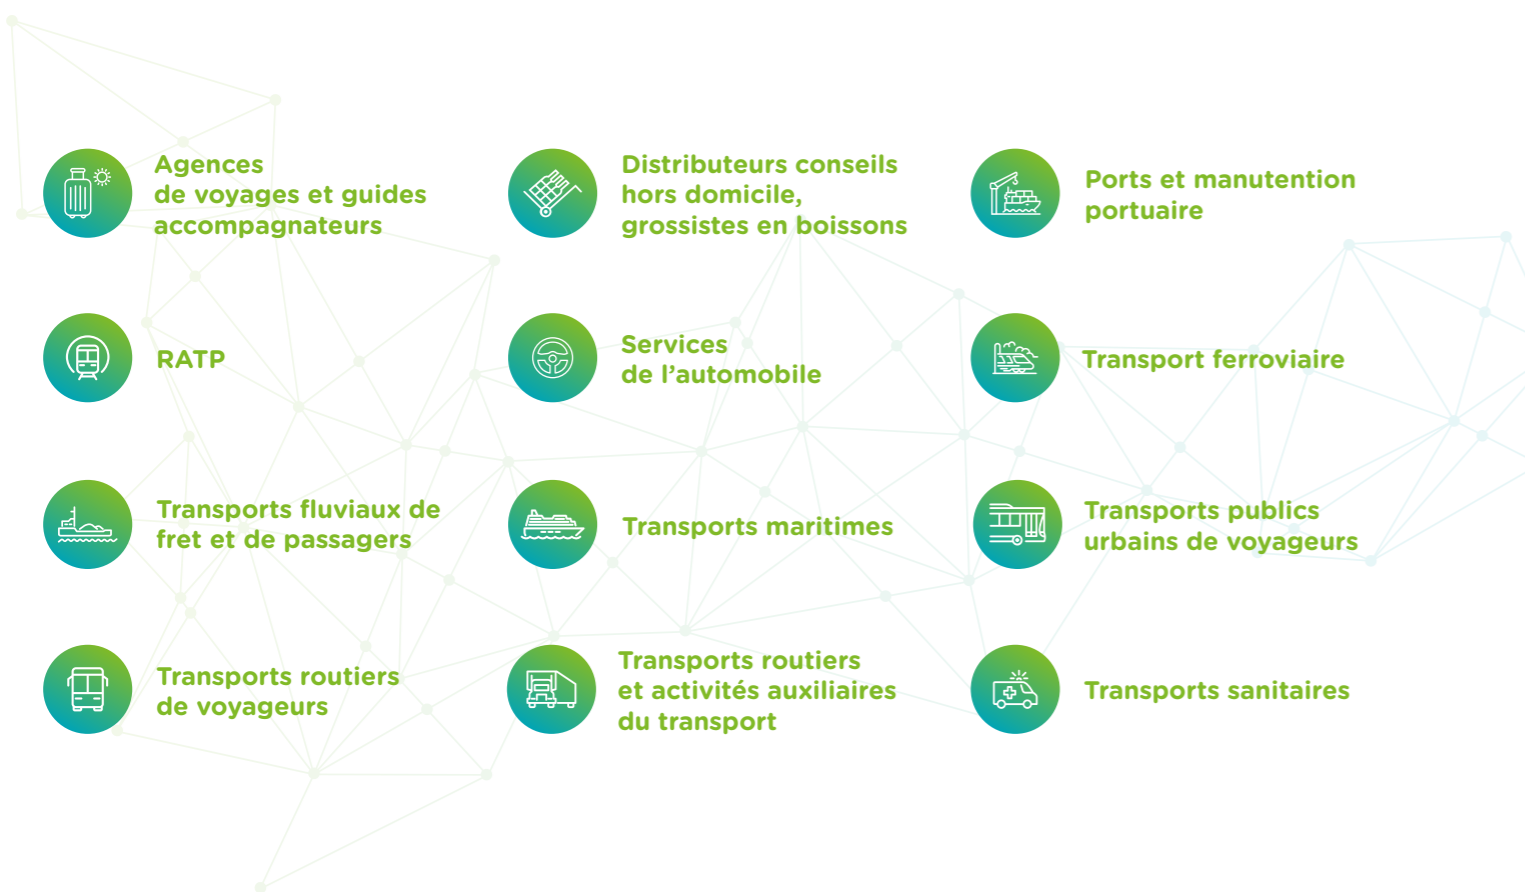 Agences
de voyages et guides
accompagnateurs
Distributeurs conseils
hors domicile,
grossistes en boissons
Ports et manutention
portuaire
RATP
Services
de l’automobile
Transport ferroviaire
Transports fluviaux de
fret et de passagers
Transports maritimes
Transports publics
urbains de voyageurs
Transports routiers
de voyageurs
Transports routiers
et activités auxiliaires
du transport
Transports sanitaires